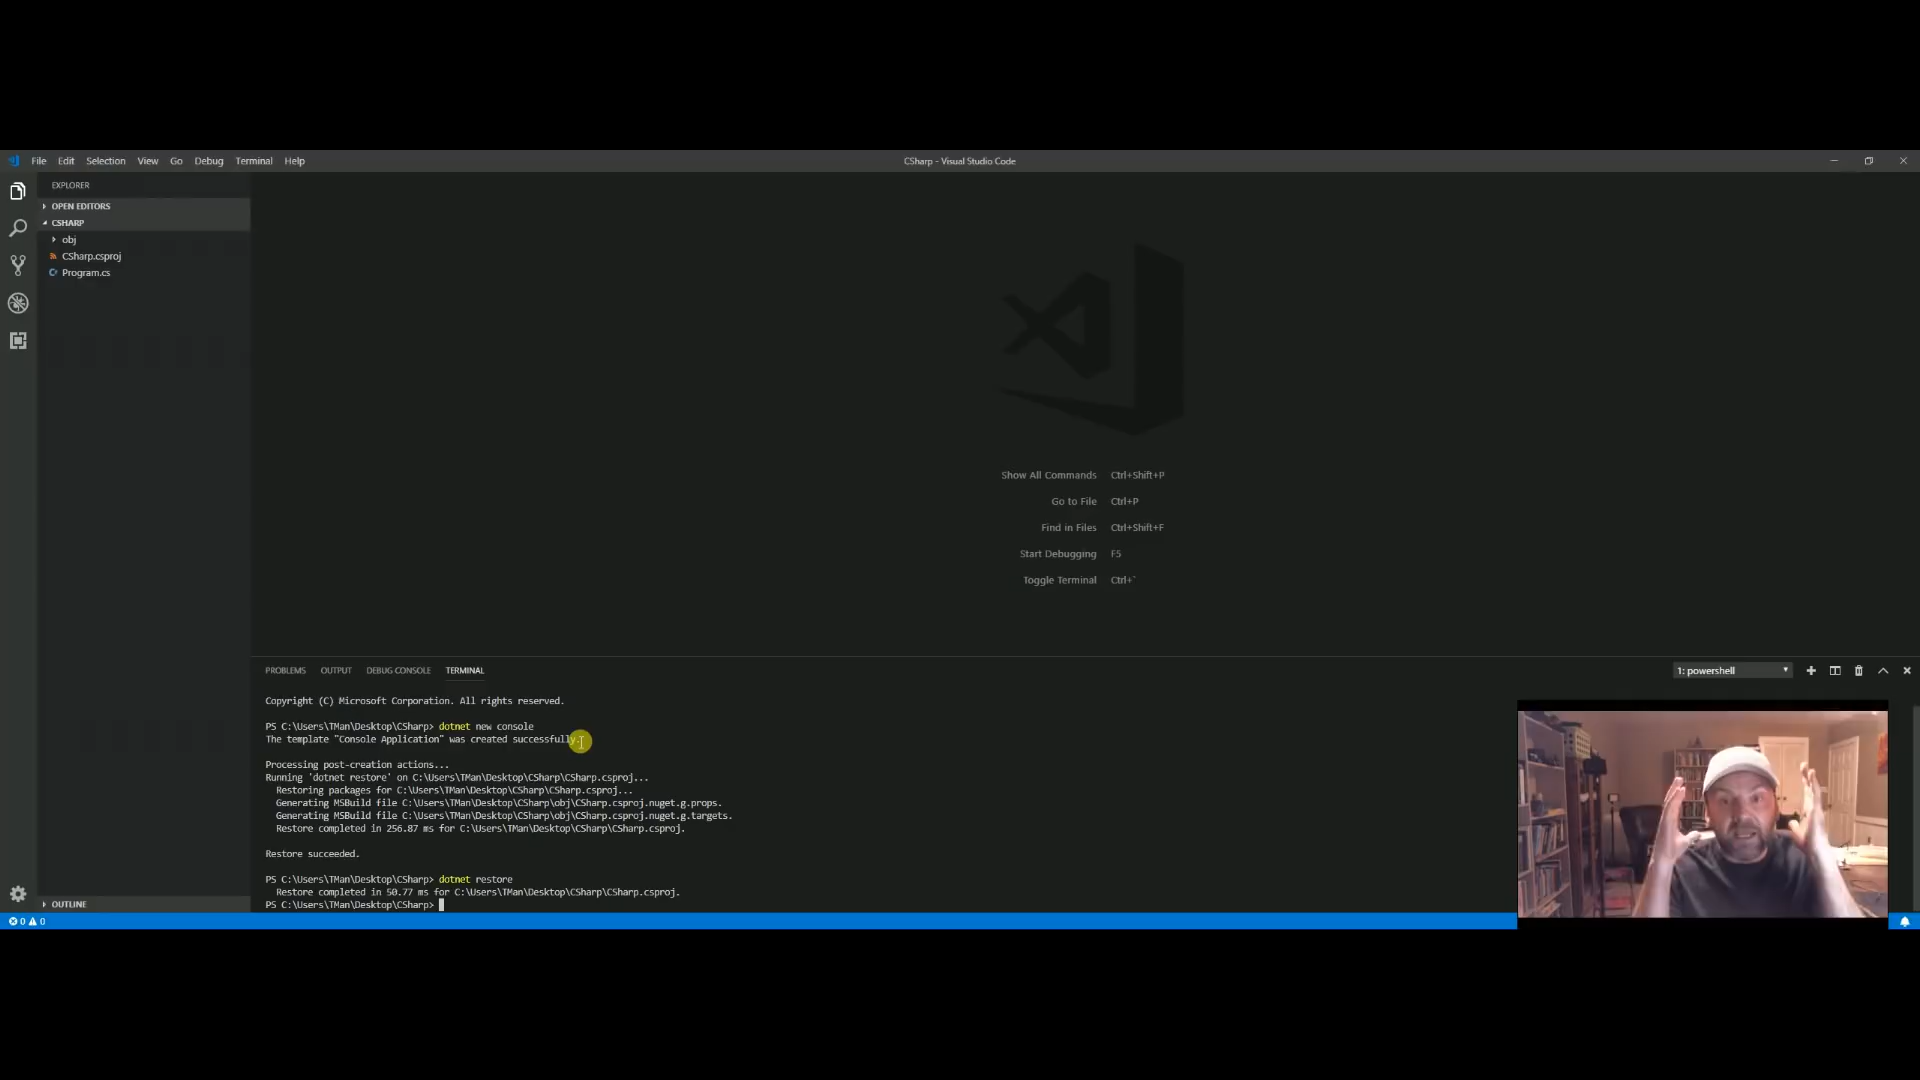 File Edit Selection View Go Debug Terminal Help
CSharp - Visual Studio Code
EXPLORER
OPEN EDITORS
CSHARP
obj
CSharp.csproj
Program.cs
Show All Commands Ctrl+Shift+P
Go to File Ctrl+P
Find in Files Ctrl+Shift+F
Start Debugging F5
Toggle Terminal Ctrl+`
PROBLEMS OUTPUT DEBUG CONSOLE TERMINAL
1: powershell
Copyright (C) Microsoft Corporation. All rights reserved.
PS C:\Users\TMan\Desktop\CSharp> dotnet new console
The template "Console Application" was created successfully.
Processing post-creation actions...
Running 'dotnet restore' on C:\Users\TMan\Desktop\CSharp\CSharp.csproj...
Restoring packages for C:\Users\TMan\Desktop\CSharp\CSharp.csproj...
Generating MSBuild file C:\Users\TMan\Desktop\CSharp\obj\CSharp.csproj.nuget.g.props.
Generating MSBuild file C:\Users\TMan\Desktop\CSharp\obj\CSharp.csproj.nuget.g.targets.
Restore completed in 256.87 ms for C:\Users\TMan\Desktop\CSharp\CSharp.csproj.
Restore succeeded.
PS C:\Users\TMan\Desktop\CSharp> dotnet restore
Restore completed in 50.77 ms for C:\Users\TMan\Desktop\CSharp\CSharp.csproj.
PS C:\Users\TMan\Desktop\CSharp>
OUTLINE
0 0